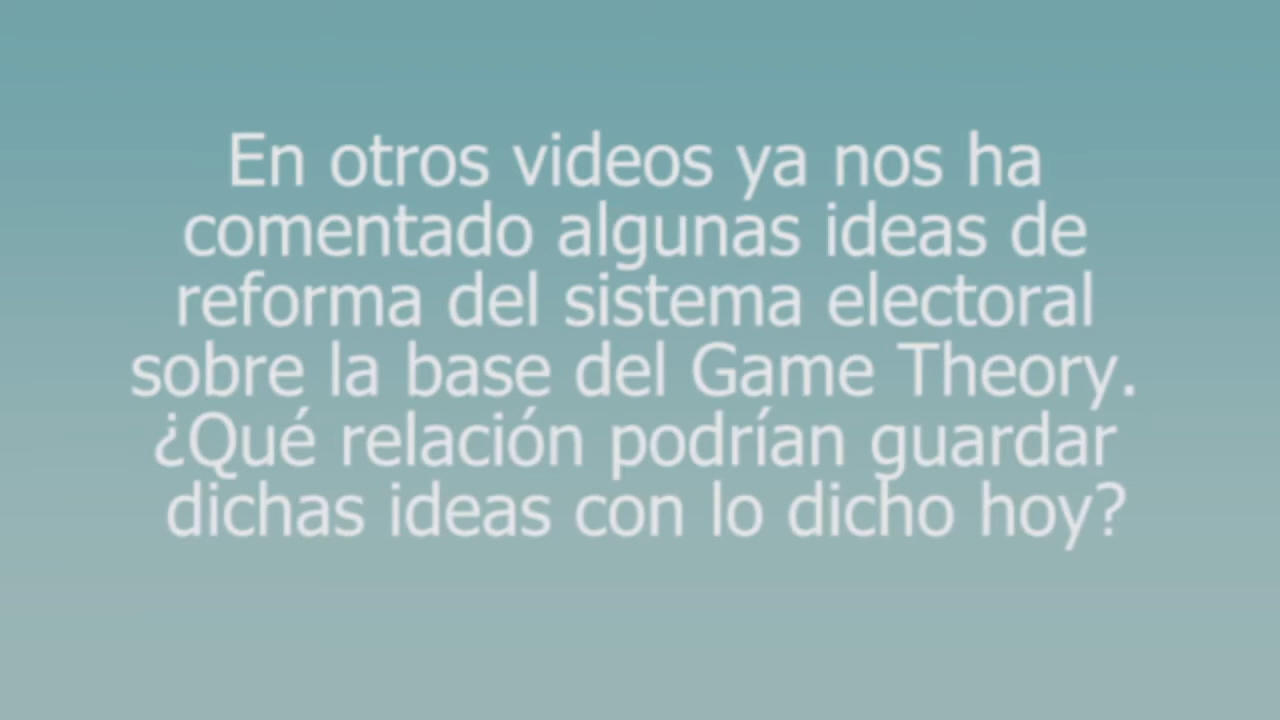 En otros videos ya nos ha
comentado algunas ideas de
reforma del sistema electoral
sobre la base del Game Theory.
¿Qué relación podrían guardar
dichas ideas con lo dicho hoy?